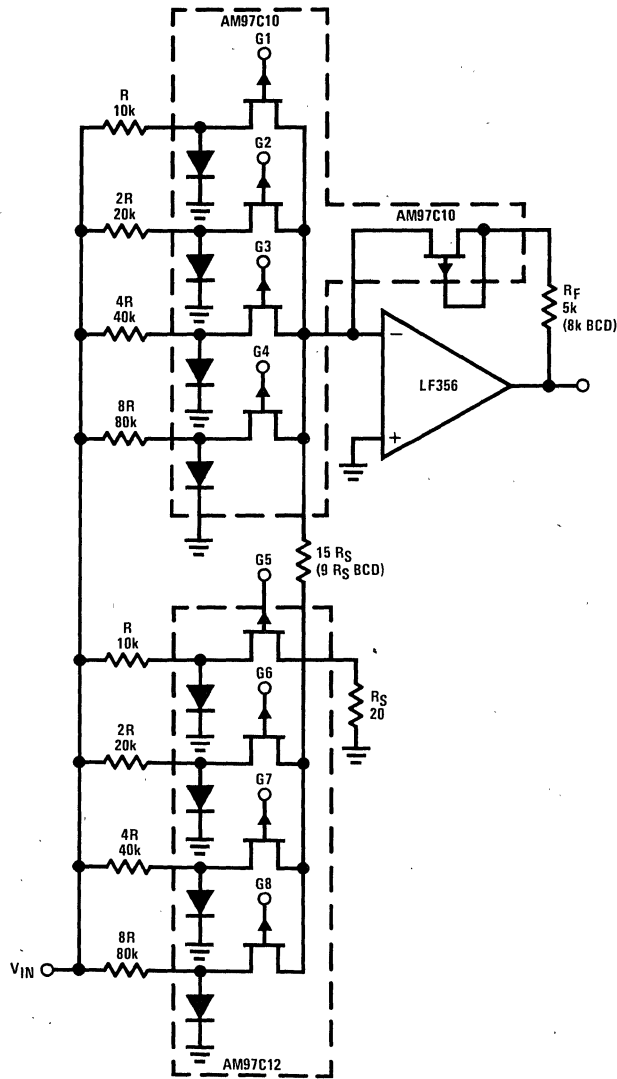 AM97C10
G1
R
10k
G2
2R
20k
AM97C10
G3
4R
40k
RF
5k
(8k BCD)
−
LF356
+
G4
8R
80k
15 RS
(9 RS BCD)
G5
R
10k
G6
RS
20
2R
20k
G7
4R
40k
G8
8R
80k
VIN
AM97C12